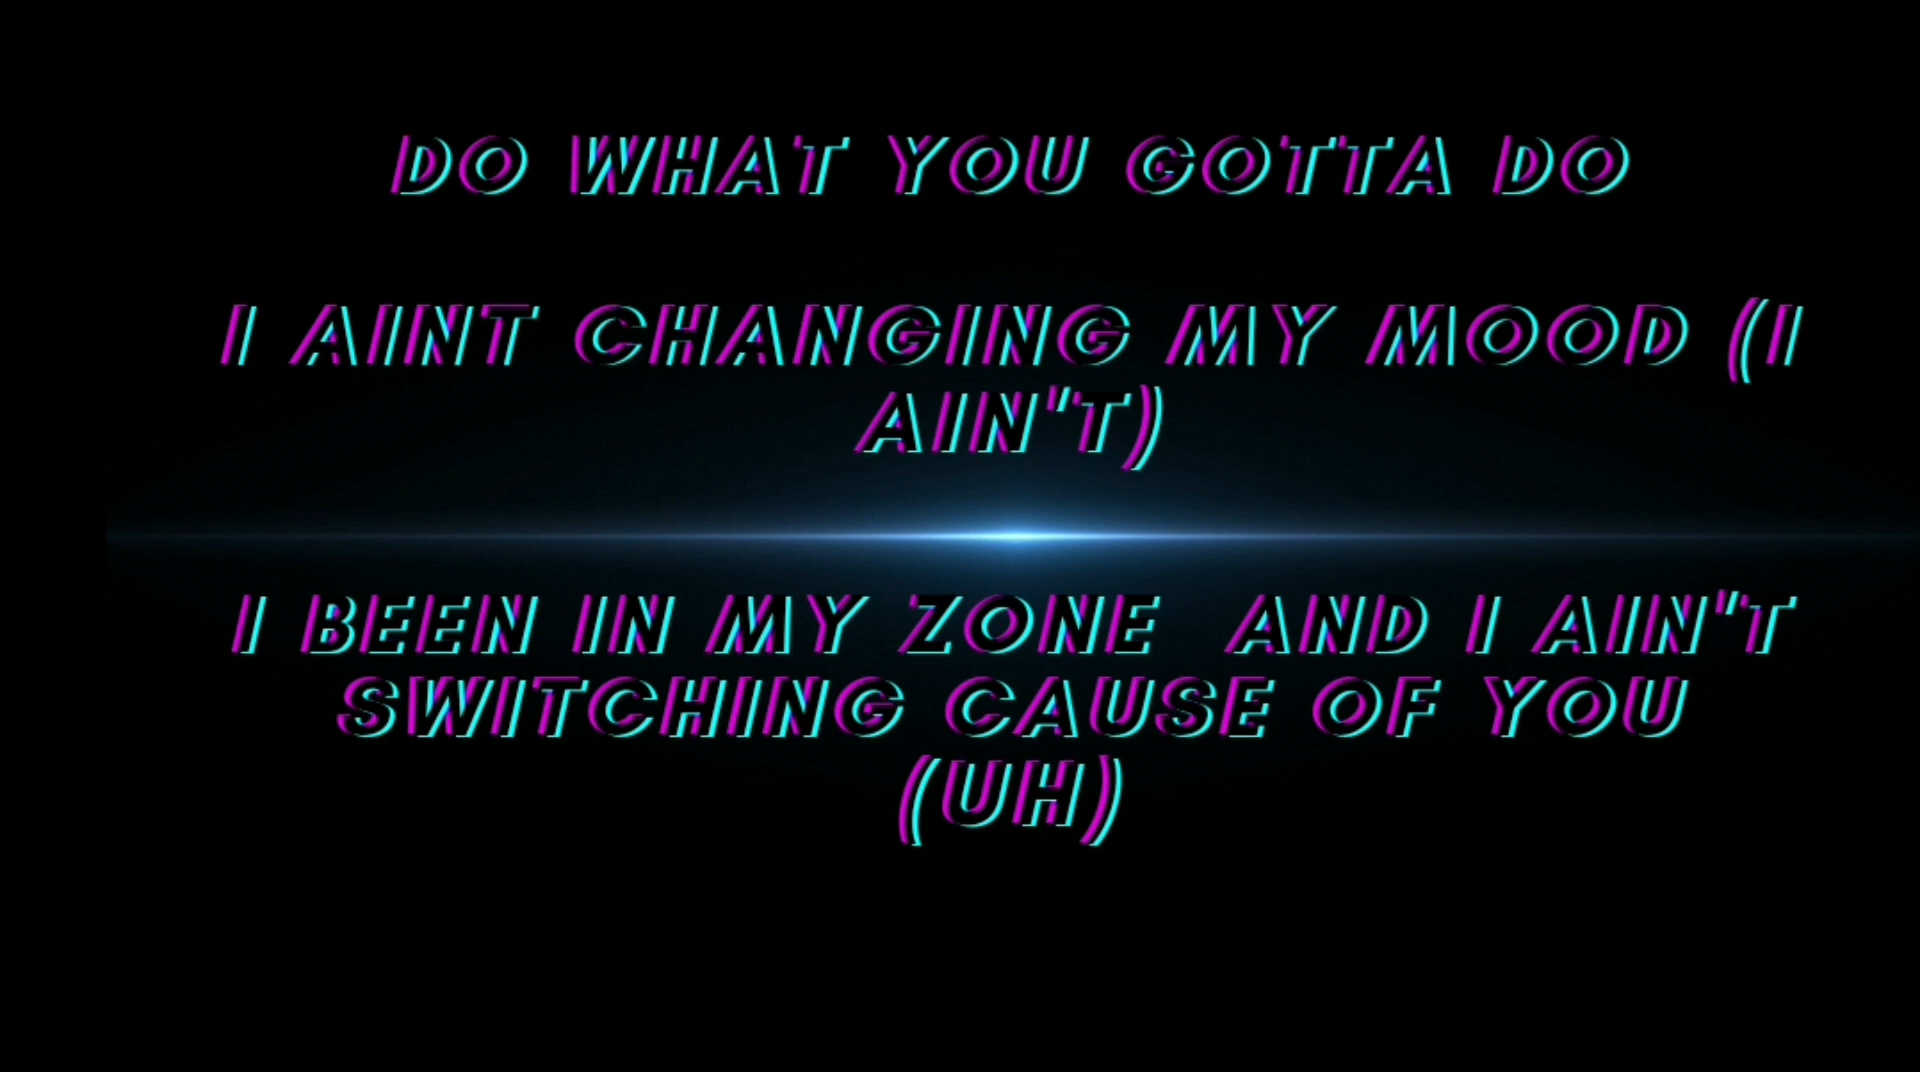 DO WHAT YOU GOTTA DO
I AINT CHANGING MY MOOD (I
AIN"T)
I BEEN IN MY ZONE  AND I AIN"T
SWITCHING CAUSE OF YOU
(UH)